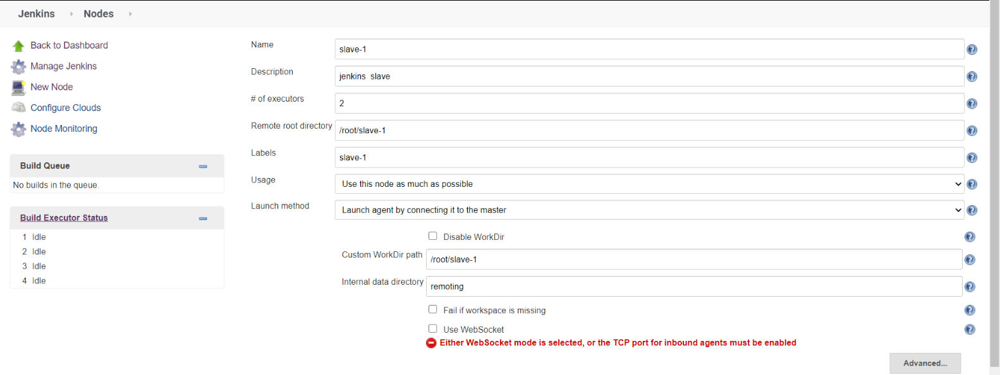 Jenkins
Nodes
Back to Dashboard
Manage Jenkins
New Node
Configure Clouds
Node Monitoring
Build Queue
No builds in the queue.
Build Executor Status
1 Idle
2 Idle
3 Idle
4 Idle
Name
slave-1
Description
jenkins  slave
# of executors
2
Remote root directory
/root/slave-1
Labels
slave-1
Usage
Use this node as much as possible
Launch method
Launch agent by connecting it to the master
Disable WorkDir
Custom WorkDir path
/root/slave-1
Internal data directory
remoting
Fail if workspace is missing
Use WebSocket
Either WebSocket mode is selected, or the TCP port for inbound agents must be enabled
Advanced...